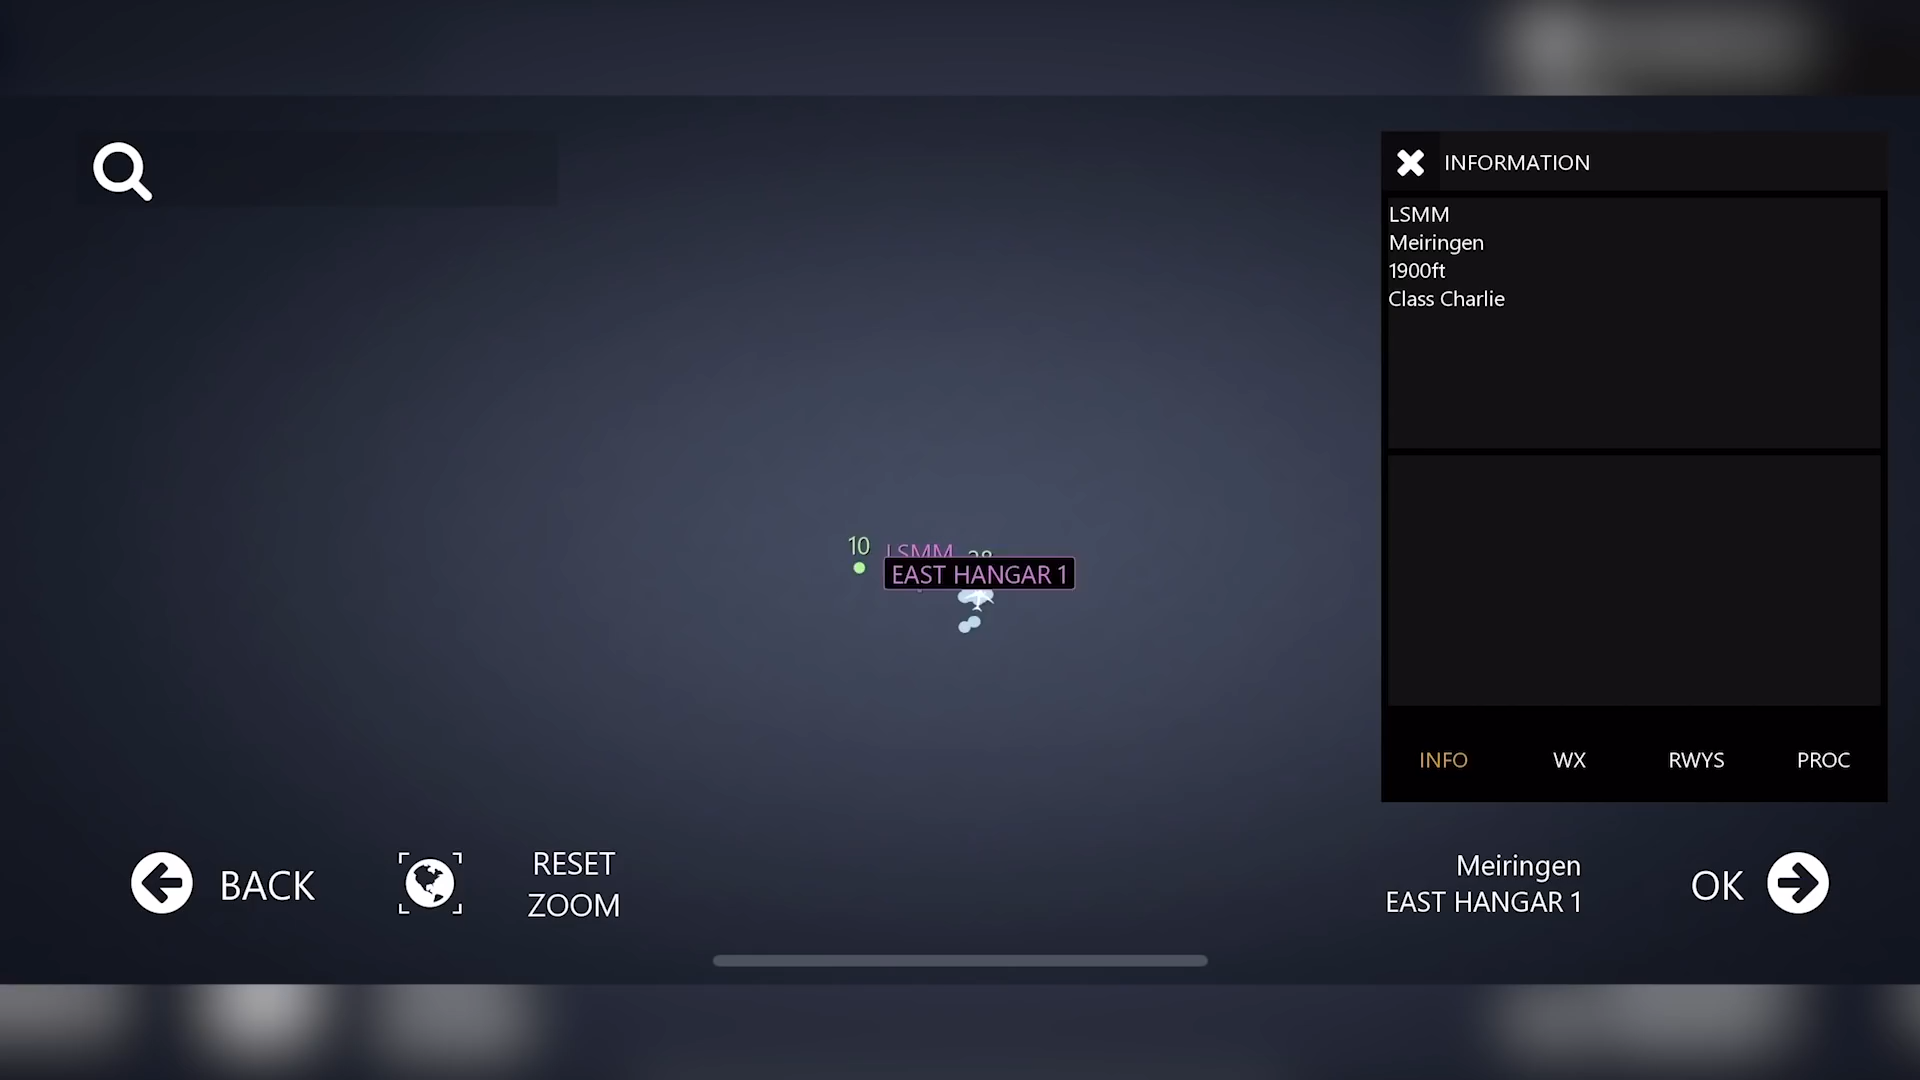 INFORMATION
LSMM
Meiringen
1900ft
Class Charlie
10
LSMM
28
EAST HANGAR 1
INFO
WX
RWYS
PROC
BACK
RESET
ZOOM
Meiringen
EAST HANGAR 1
OK